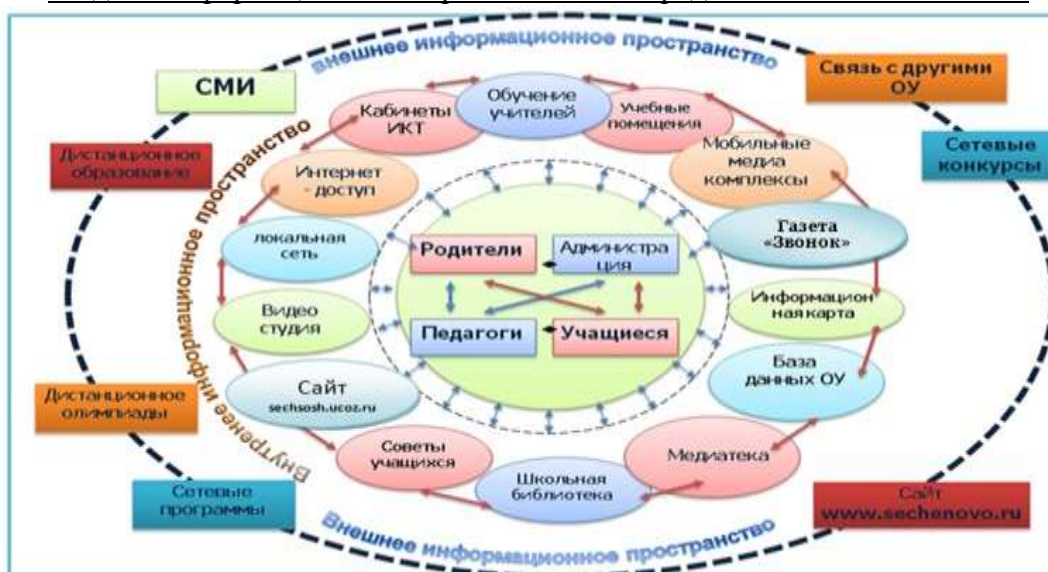 внешнее информационное пространство
СМИ
Связь с другими
ОУ
Обучение
учителей
Кабинеты
ИКТ
Учебные
помещения
Дистанционное
образование
Сетевые
конкурсы
Мобильные
медиа
комплексы
Интернет
- доступ
Внутренее информационное пространство
Газета
«Звонок»
локальная
сеть
Родители
Администра
ция
Видео
студия
Информацион
ная карта
Педагоги
Учащиеся
База
данных ОУ
Сайт
sechsosh.ucoz.ru
Дистанционное
олимпиады
Советы
учащихся
Медиатека
Школьная
библиотека
Сетевые
программы
Сайт
www.sechenovo.ru
Внешнее информационное пространство